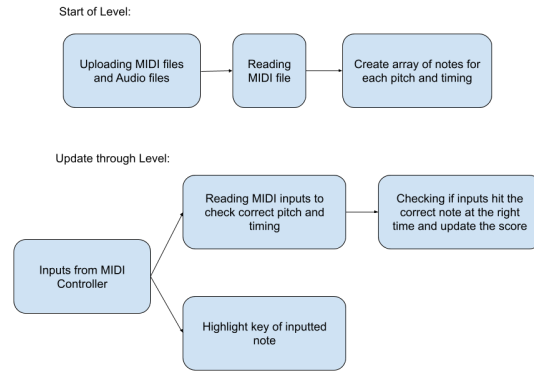 Start of Level:
Uploading MIDI files
and Audio files
Reading
MIDI file
Create array of notes for
each pitch and timing
Update through Level:
Reading MIDI inputs to
check correct pitch and
timing
Checking if inputs hit the
correct note at the right
time and update the score
Inputs from MIDI
Controller
Highlight key of inputted
note